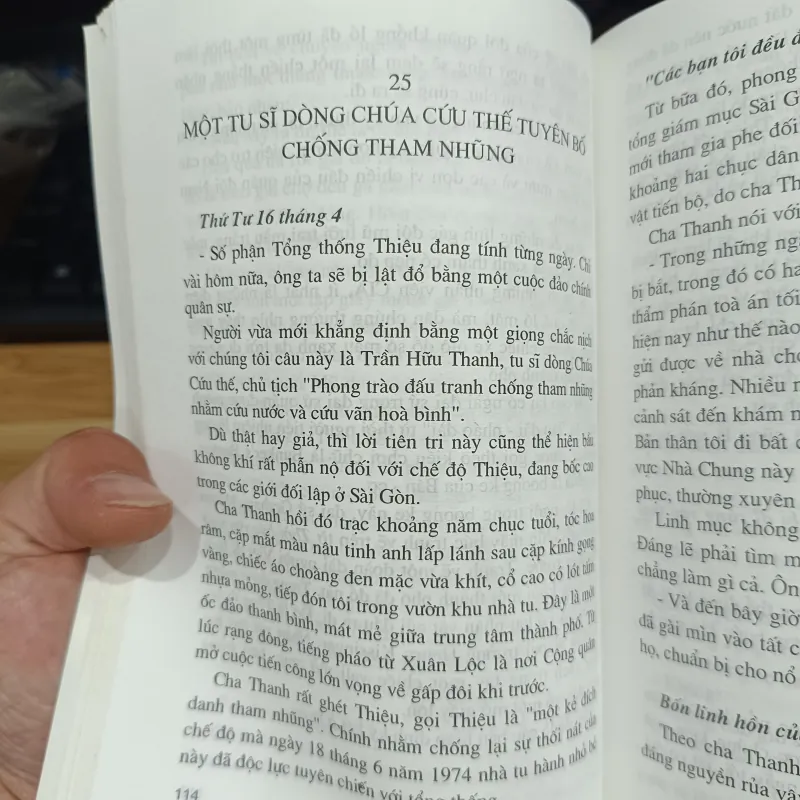 25
MỘT TU SĨ DÒNG CHÚA CỨU THẾ TUYÊN BỐ
CHỐNG THAM NHŨNG
Thứ Tư 16 tháng 4
- Số phận Tổng thống Thiệu đang tính từng ngày. Chỉ
vài hôm nữa, ông ta sẽ bị lật đổ bằng một cuộc đảo chính
quân sự.
Người vừa mới khẳng định bằng một giọng chắc nịch
với chúng tôi câu này là Trần Hữu Thanh, tu sĩ dòng Chúa
Cứu thế, chủ tịch "Phong trào đấu tranh chống tham nhũng
nhằm cứu nước và cứu văn hoà bình".
Dù thật hay giả, thì lời tiên tri này cũng thể hiện bầu
không khí rất phẫn nộ đối với chế độ Thiệu, đang bốc cao
trong các giới đối lập ở Sài Gòn.
Cha Thanh hồi đó trạc khoảng năm chục tuổi, tóc hoa
râm, cặp mắt màu nâu tinh anh lấp lánh sau cặp kính gọng
vàng, chiếc áo choàng đen mặc vừa khít, cổ cao có lót tấm
nhựa mỏng, tiếp đón tôi trong vườn khu nhà tu. Đây là một
ốc đảo thanh bình, mát mẻ giữa trung tâm thành phố. Từ
lúc rạng đông, tiếng pháo từ Xuân Lộc là nơi Cộng quân
mở cuộc tiến công lớn vọng về gấp đôi khi trước.
Cha Thanh rất ghét Thiệu, gọi Thiệu là "một kẻ đích
danh tham nhũng". Chính nhằm chống lại sự thối nát của
chế độ mà ngày 18 tháng 6 năm 1974 nhà tu hành nhỏ bé
này đã độc lực tuyên chiến với tổng thống
114
"Các bạn tôi đều
Từ bữa đó, phong
tổng giám mục Sài G
mới tham gia phe đối
khoảng hai chục dân
vật tiến bộ, do cha Th
Cha Thanh nói với
- Trong những ng
bị bắt, trong đó có ha
thẩm phán toà án tối
hiện nay như thế nào
gửi được về nhà cho
phản kháng. Nhiều
cảnh sát đến khám n
Bản thân tôi đi bất
vực Nhà Chung này
phục, thường xuyên
Linh mục không
Đáng lẽ phải tìm m
chẳng làm gì cả. Ôn
- Và đến bây giờ
đã gài mìn vào tất c
họ, chuẩn bị cho nổ
Bốn linh hồn củ
Theo cha Thanh
đáng nguyền rủa vâ